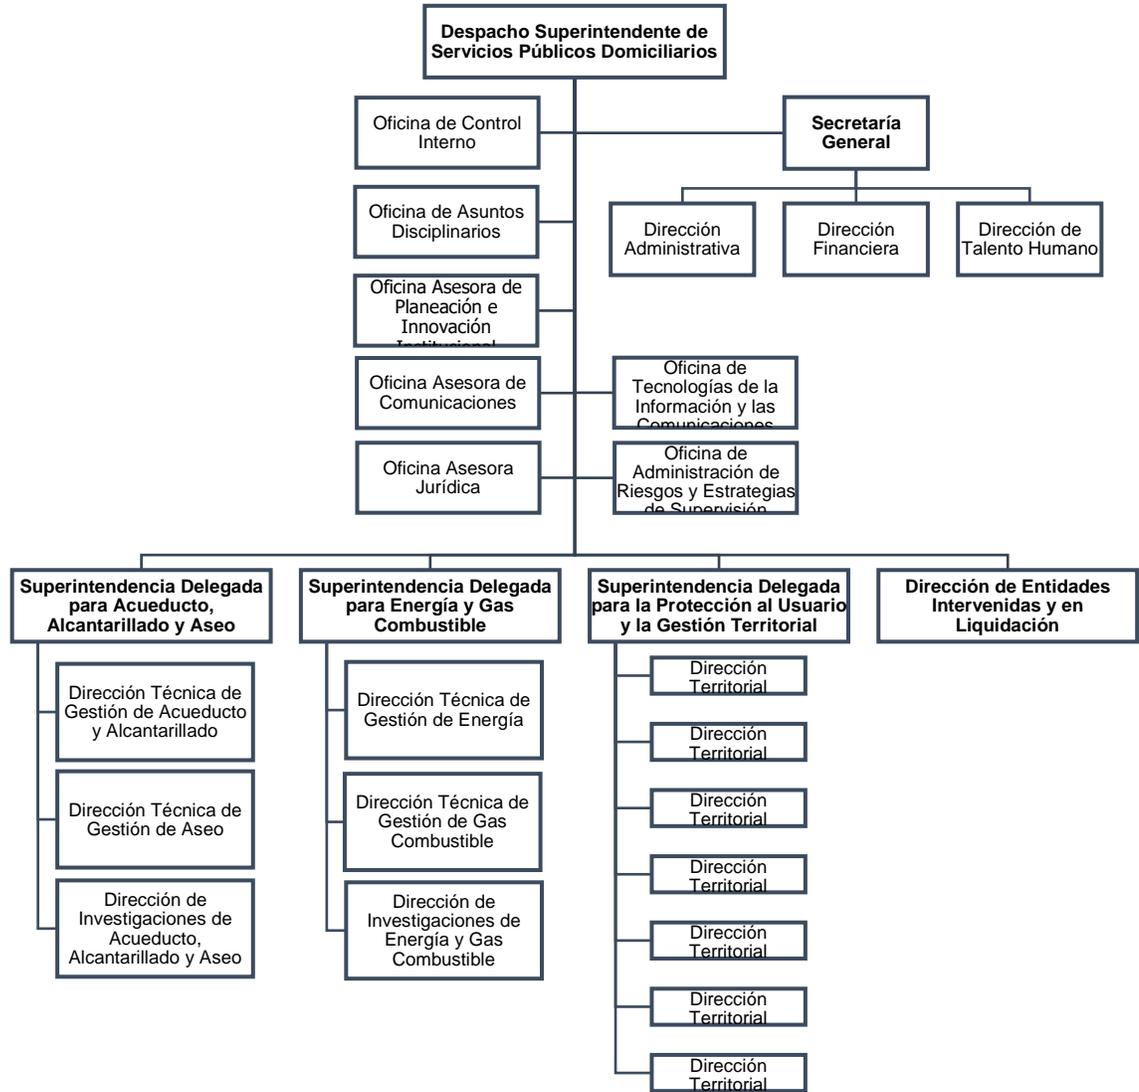 Despacho Superintendente de
Servicios Públicos Domiciliarios
Oficina de Control
Interno
Secretaría
General
Oficina de Asuntos
Disciplinarios
Dirección
Administrativa
Dirección
Financiera
Dirección de
Talento Humano
Oficina Asesora de
Planeación e
Innovación
Institucional
Oficina Asesora de
Comunicaciones
Oficina de
Tecnologías de la
Información y las
Comunicaciones
Oficina Asesora
Jurídica
Oficina de
Administración de
Riesgos y Estrategias
de Supervisión
Superintendencia Delegada
para Acueducto,
Alcantarillado y Aseo
Superintendencia Delegada
para Energía y Gas
Combustible
Superintendencia Delegada
para la Protección al Usuario
y la Gestión Territorial
Dirección de Entidades
Intervenidas y en
Liquidación
Dirección Técnica de
Gestión de Acueducto
y Alcantarillado
Dirección Técnica de
Gestión de Aseo
Dirección de
Investigaciones de
Acueducto,
Alcantarillado y Aseo
Dirección Técnica de
Gestión de Energía
Dirección Técnica de
Gestión de Gas
Combustible
Dirección de
Investigaciones de
Energía y Gas
Combustible
Dirección
Territorial
Dirección
Territorial
Dirección
Territorial
Dirección
Territorial
Dirección
Territorial
Dirección
Territorial
Dirección
Territorial